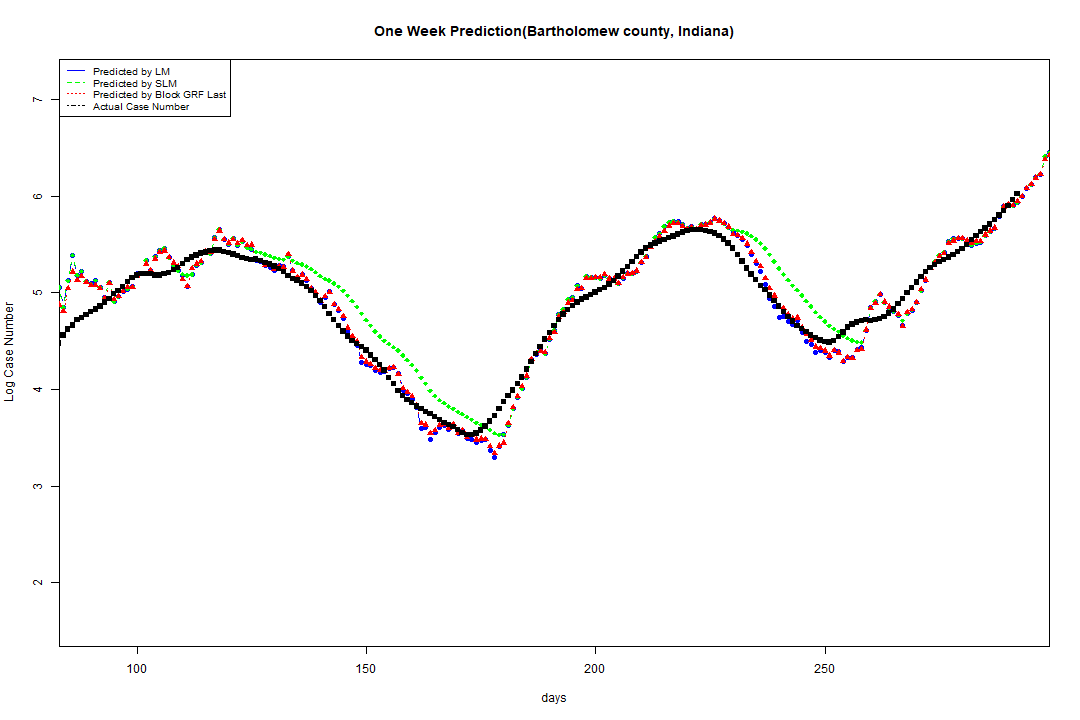 One Week Prediction(Bartholomew county, Indiana)
Predicted by LM
Predicted by SLM
Predicted by Block GRF Last
Actual Case Number
7
6
5
4
3
2
Log Case Number
100 150 200 250
days